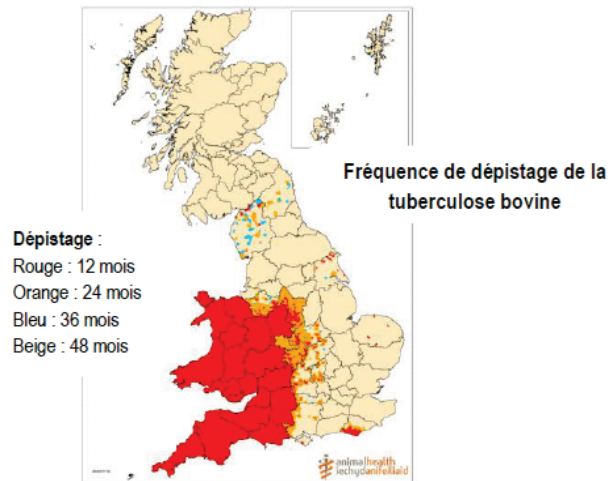 Fréquence de dépistage de la
tuberculose bovine
Dépistage :
Rouge : 12 mois
Orange : 24 mois
Bleu : 36 mois
Beige : 48 mois
animalhealth
iechydanifeiliaid